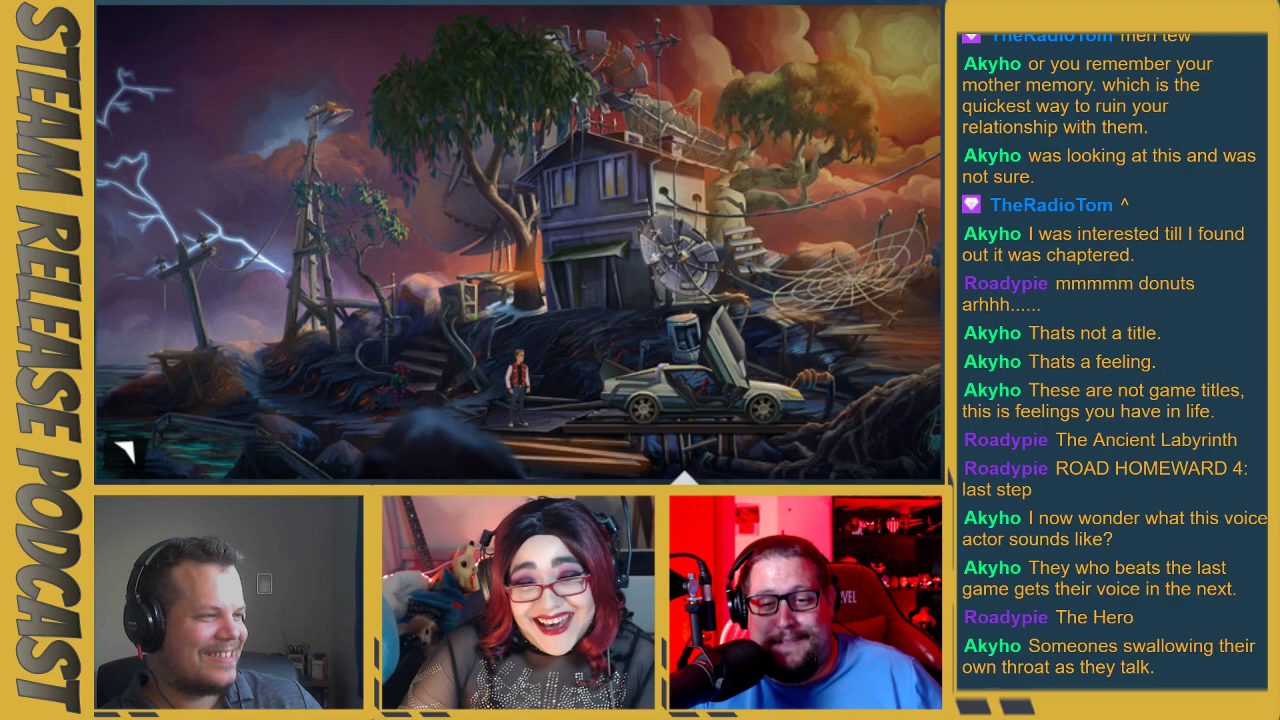 STEAM RELEASE PODCAST
TheRadioTom meh tew
Akyho or you remember your
mother memory. which is the
quickest way to ruin your
relationship with them.
Akyho was looking at this and was
not sure.
TheRadioTom ^
Akyho I was interested till I found
out it was chaptered.
Roadypie mmmmm donuts
arhhh......
Akyho Thats not a title.
Akyho Thats a feeling.
Akyho These are not game titles,
this is feelings you have in life.
Roadypie The Ancient Labyrinth
Roadypie ROAD HOMEWARD 4:
last step
Akyho I now wonder what this voice
actor sounds like?
Akyho They who beats the last
game gets their voice in the next.
Roadypie The Hero
Akyho Someones swallowing their
own throat as they talk.